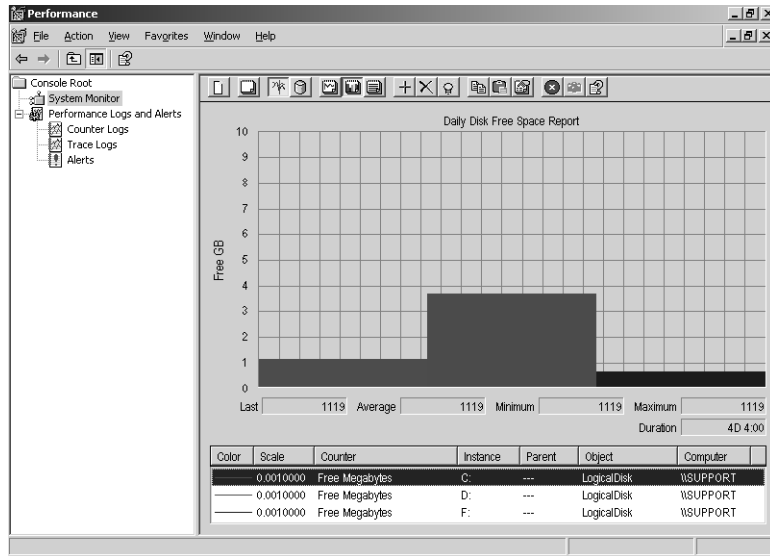 Performance
File Action View Favorites Window Help
Console Root
System Monitor
Performance Logs and Alerts
Counter Logs
Trace Logs
Alerts
Daily Disk Free Space Report
Free GB
10
9
8
7
6
5
4
3
2
1
0
Last 1119 Average 1119 Minimum 1119 Maximum 1119
Duration 4D 4:00
Color Scale Counter Instance Parent Object Computer
0.0010000 Free Megabytes C: --- LogicalDisk \\SUPPORT
0.0010000 Free Megabytes D: --- LogicalDisk \\SUPPORT
0.0010000 Free Megabytes F: --- LogicalDisk \\SUPPORT